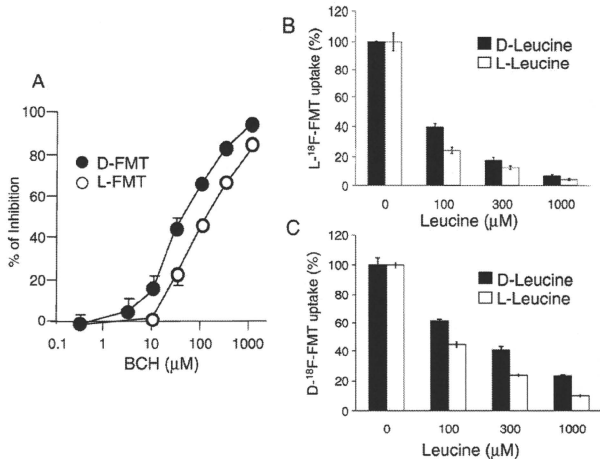 A
100
80
60
40
20
0
% of Inhibition
D-FMT
L-FMT
0.1 1 10 100 1000
BCH (μM)
B
120
100
80
60
40
20
0
L-¹⁸F-FMT uptake (%)
D-Leucine
L-Leucine
0 100 300 1000
Leucine (μM)
C
120
100
80
60
40
20
0
D-¹⁸F-FMT uptake (%)
D-Leucine
L-Leucine
0 100 300 1000
Leucine (μM)